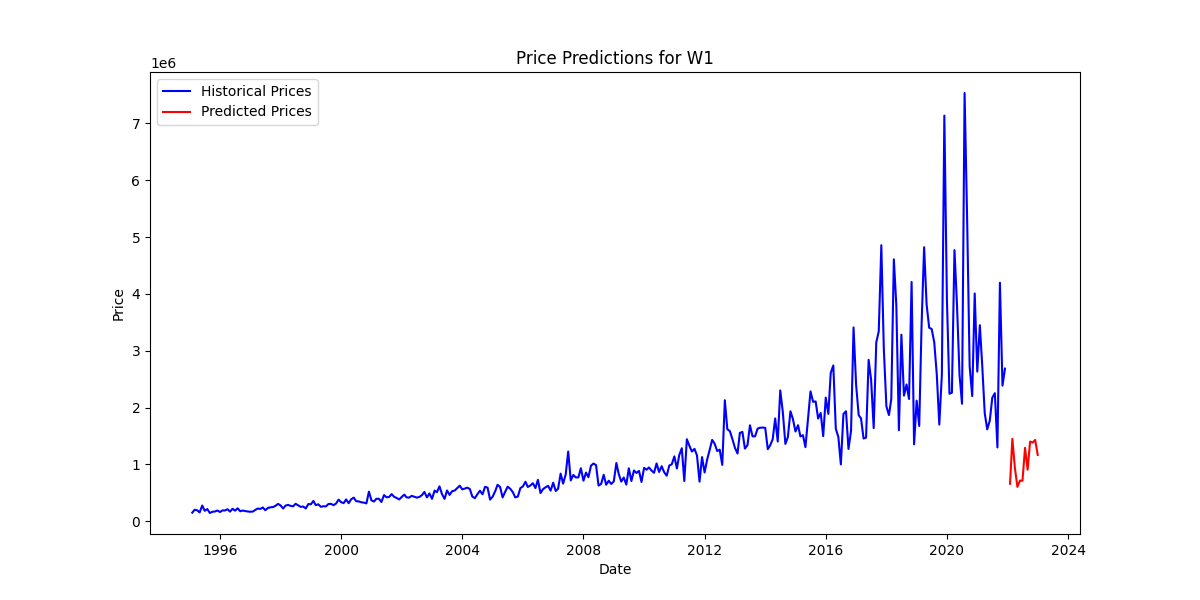 Price Predictions for W1
1e6
Historical Prices
Predicted Prices
7
6
5
4
3
2
1
0
Price
1996 2000 2004 2008 2012 2016 2020 2024
Date